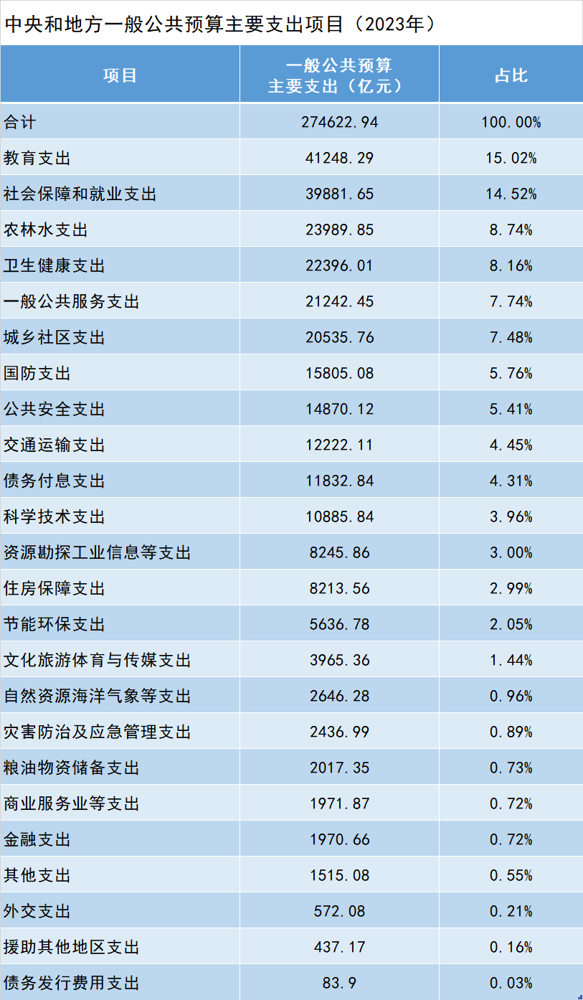 中央和地方一般公共预算主要支出项目（2023年）
项目 一般公共预算 占比
主要支出（亿元）
合计 274622.94 100.00%
教育支出 41248.29 15.02%
社会保障和就业支出 39881.65 14.52%
农林水支出 23989.85 8.74%
卫生健康支出 22396.01 8.16%
一般公共服务支出 21242.45 7.74%
城乡社区支出 20535.76 7.48%
国防支出 15805.08 5.76%
公共安全支出 14870.12 5.41%
交通运输支出 12222.11 4.45%
债务付息支出 11832.84 4.31%
科学技术支出 10885.84 3.96%
资源勘探工业信息等支出 8245.86 3.00%
住房保障支出 8213.56 2.99%
节能环保支出 5636.78 2.05%
文化旅游体育与传媒支出 3965.36 1.44%
自然资源海洋气象等支出 2646.28 0.96%
灾害防治及应急管理支出 2436.99 0.89%
粮油物资储备支出 2017.35 0.73%
商业服务业等支出 1971.87 0.72%
金融支出 1970.66 0.72%
其他支出 1515.08 0.55%
外交支出 572.08 0.21%
援助其他地区支出 437.17 0.16%
债务发行费用支出 83.9 0.03%